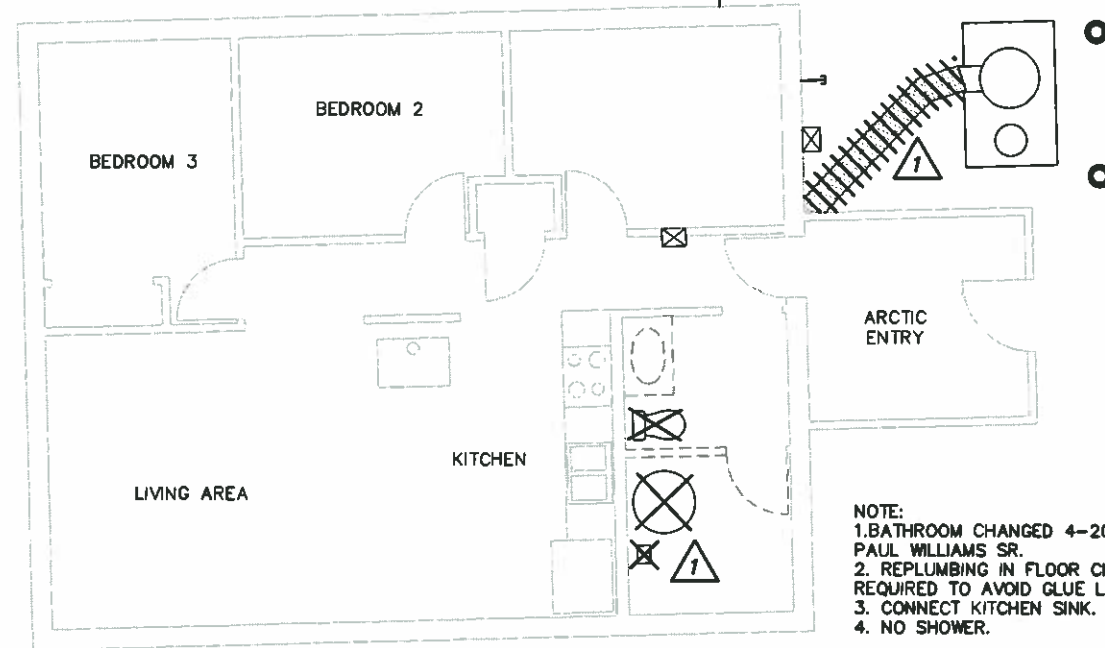 BEDROOM 2
BEDROOM 3
1
ARCTIC
ENTRY
KITCHEN
LIVING AREA
1
NOTE:
1.BATHROOM CHANGED 4-20
PAUL WILLIAMS SR.
2. REPLUMBING IN FLOOR
REQUIRED TO AVOID GLUE
3. CONNECT KITCHEN SINK.
4. NO SHOWER.